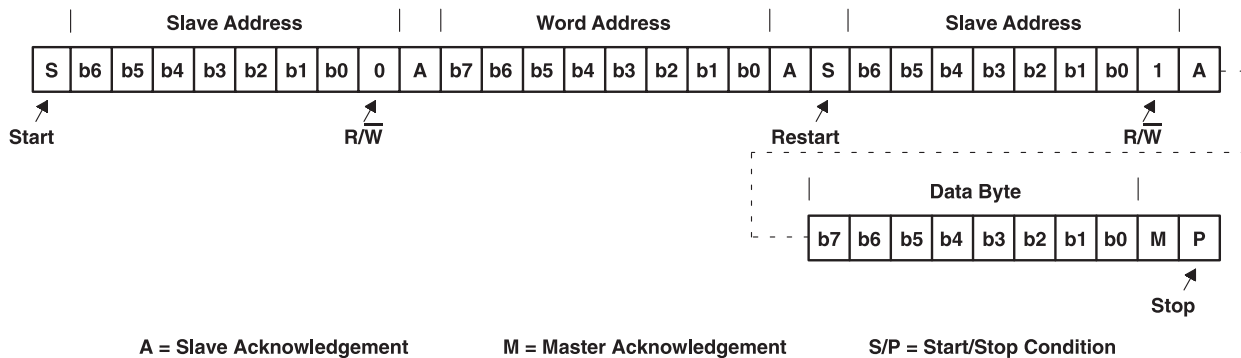 Slave Address Word Address Slave Address
S b6 b5 b4 b3 b2 b1 b0 0 A b7 b6 b5 b4 b3 b2 b1 b0 A S b6 b5 b4 b3 b2 b1 b0 1 A
Start R/W̅ Restart R/W̅
Data Byte
b7 b6 b5 b4 b3 b2 b1 b0 M P
Stop
A = Slave Acknowledgement M = Master Acknowledgement S/P = Start/Stop Condition